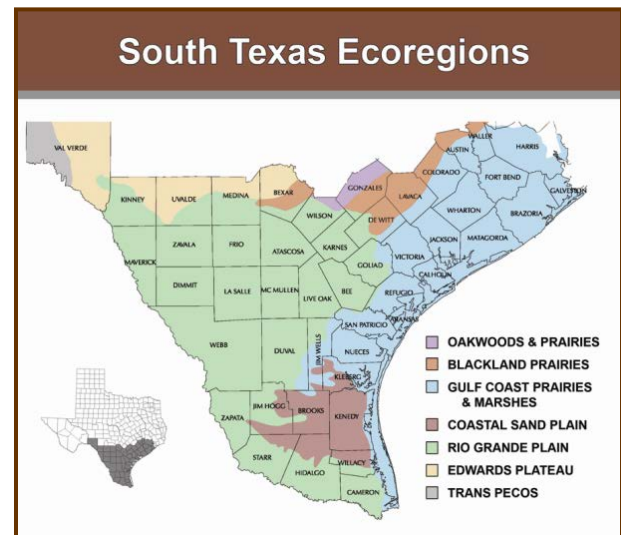 South Texas Ecoregions
VAL VERDE
WALLER
AUSTIN
HARRIS
COLORADO
FORT BEND
GONZALES
LAVACA
GALVESTON
KINNEY
UVALDE
MEDINA
BEXAR
WILSON
DE WITT
WHARTON
BRAZORIA
MAVERICK
ZAVALA
FRIO
ATASCOSA
KARNES
GOLIAD
VICTORIA
JACKSON
MATAGORDA
DIMMIT
LA SALLE
MC MULLEN
LIVE OAK
BEE
REFUGIO
CALHOUN
ARANSAS
SAN PATRICIO
WEBB
DUVAL
JIM WELLS
NUECES
KLEBERG
ZAPATA
JIM HOGG
BROOKS
KENEDY
STARR
HIDALGO
WILLACY
CAMERON
OAKWOODS & PRAIRIES
BLACKLAND PRAIRIES
GULF COAST PRAIRIES
& MARSHES
COASTAL SAND PLAIN
RIO GRANDE PLAIN
EDWARDS PLATEAU
TRANS PECOS